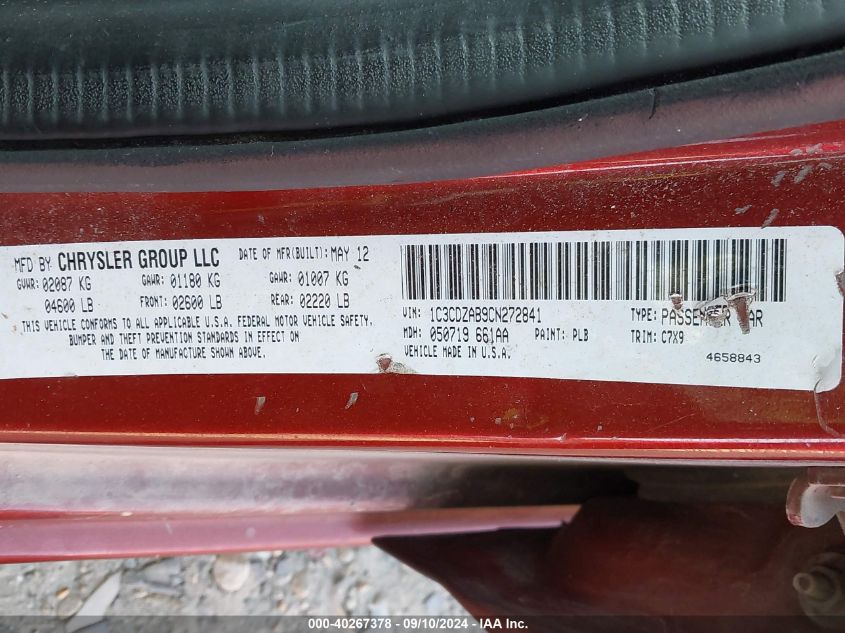 MFD BY CHRYSLER GROUP LLC DATE OF MFR(BUILT): MAY 12
GVWR: 02087 KG GAWR: 01180 KG GAWR: 01007 KG
04600 LB FRONT: 02600 LB REAR: 02220 LB
THIS VEHICLE CONFORMS TO ALL APPLICABLE U.S.A. FEDERAL MOTOR VEHICLE SAFETY,
BUMPER AND THEFT PREVENTION STANDARDS IN EFFECT ON
THE DATE OF MANUFACTURE SHOWN ABOVE.
VIN: 1C3CDZAB9CN272841 TYPE:
MDH: 050719 661AA PAINT: PLB TRIM: C7X9
VEHICLE MADE IN U.S.A. 4658843
000-40267378 - 09/10/2024 - IAAI Inc.